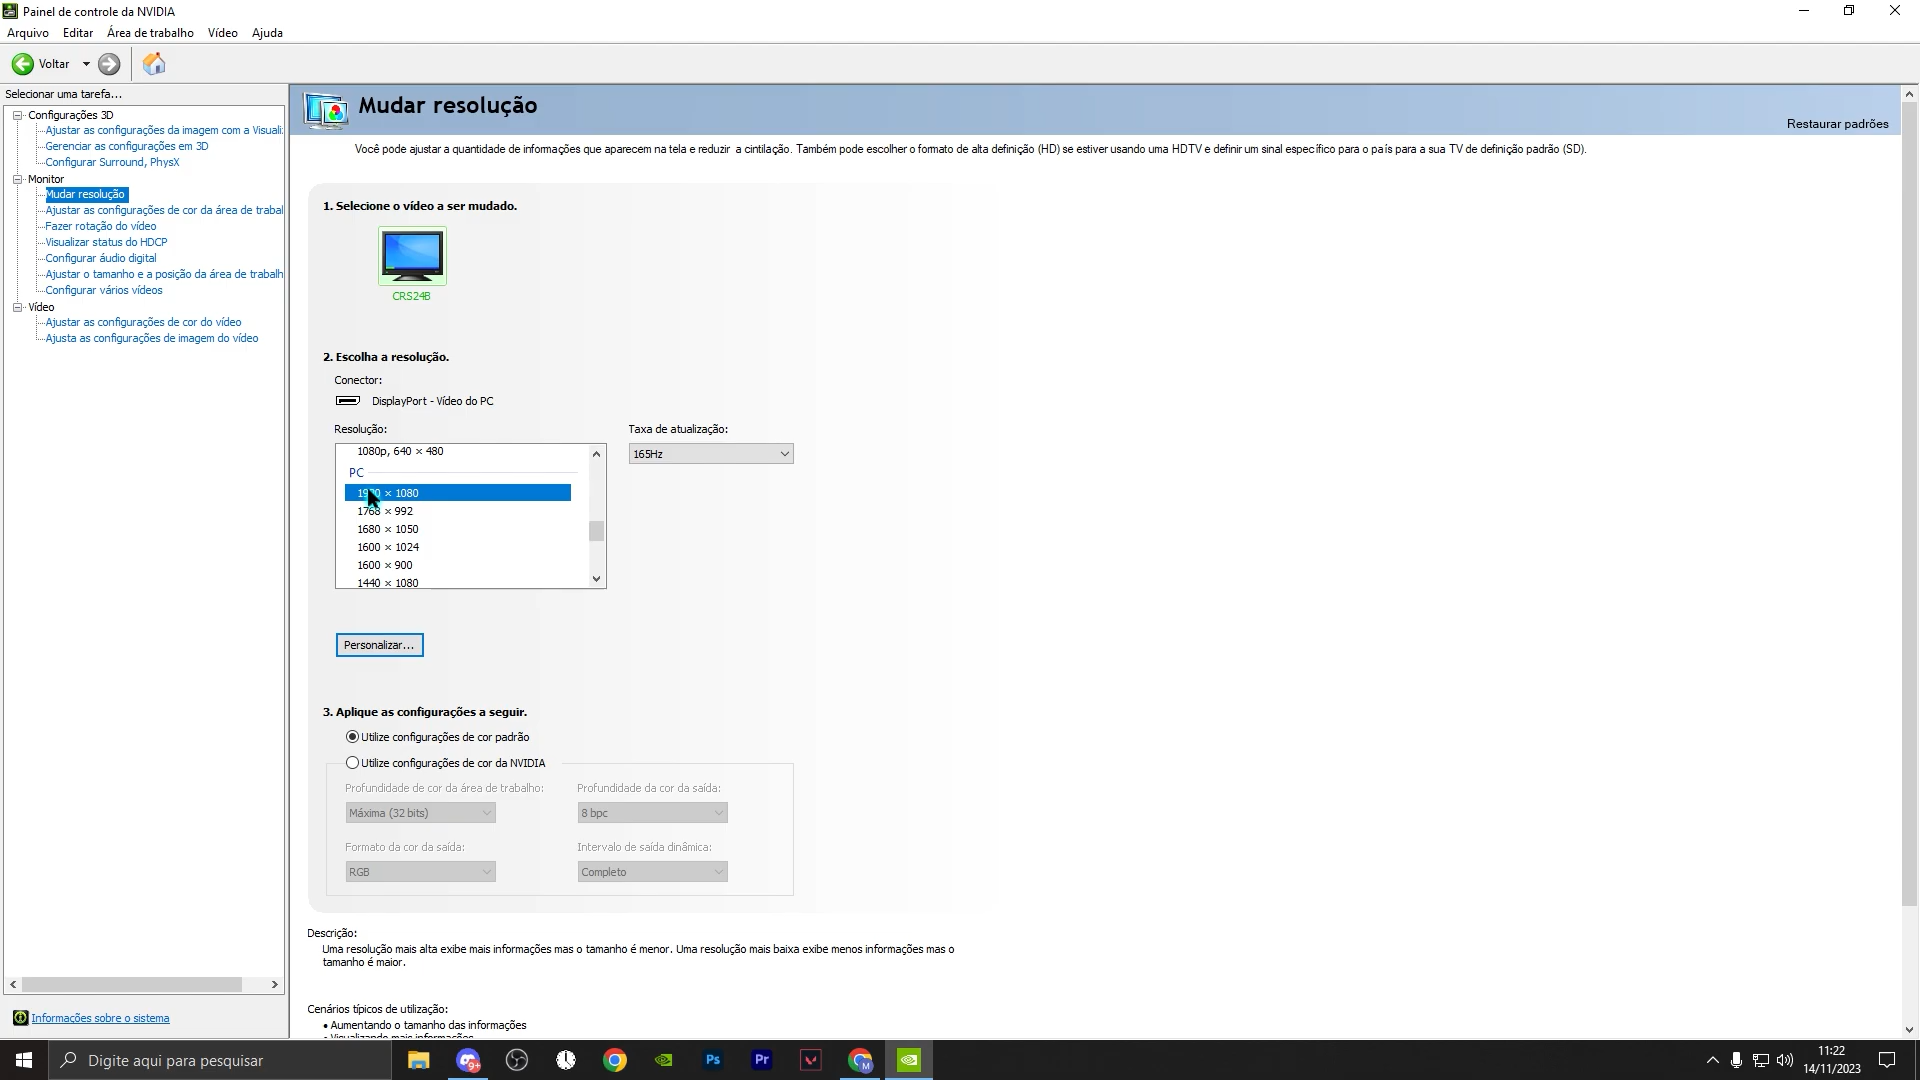 Painel de controle da NVIDIA
Arquivo Editar Área de trabalho Vídeo Ajuda
Voltar
Selecionar uma tarefa...
Configurações 3D
Ajustar as configurações da imagem com a Visuali
Gerenciar as configurações em 3D
Configurar Surround, PhysX
Monitor
Mudar resolução
Ajustar as configurações de cor da área de trabal
Fazer rotação do vídeo
Visualizar status do HDCP
Configurar áudio digital
Ajustar o tamanho e a posição da área de trabalh
Configurar vários vídeos
Vídeo
Ajustar as configurações de cor do vídeo
Ajusta as configurações de imagem do vídeo
Informações sobre o sistema
Mudar resolução
Restaurar padrões
Você pode ajustar a quantidade de informações que aparecem na tela e reduzir a cintilação. Também pode escolher o formato de alta definição (HD) se estiver usando uma HDTV e definir um sinal específico para o país para a sua TV de definição padrão (SD).
1. Selecione o vídeo a ser mudado.
CRS24B
2. Escolha a resolução.
Conector:
DisplayPort - Vídeo do PC
Resolução: Taxa de atualização:
1080p, 640 × 480
165Hz
PC
1920 × 1080
1768 × 992
1680 × 1050
1600 × 1024
1600 × 900
1440 × 1080
Personalizar...
3. Aplique as configurações a seguir.
Utilize configurações de cor padrão
Utilize configurações de cor da NVIDIA
Profundidade de cor da área de trabalho: Profundidade da cor da saída:
Máxima (32 bits) 8 bpc
Formato da cor da saída: Intervalo de saída dinâmica:
RGB Completo
Descrição:
Uma resolução mais alta exibe mais informações mas o tamanho é menor. Uma resolução mais baixa exibe menos informações mas o
tamanho é maior.
Cenários típicos de utilização:
• Aumentando o tamanho das informações
• Visualizando mais informações
Digite aqui para pesquisar
9+
Ps
Pr
M
11:22
14/11/2023